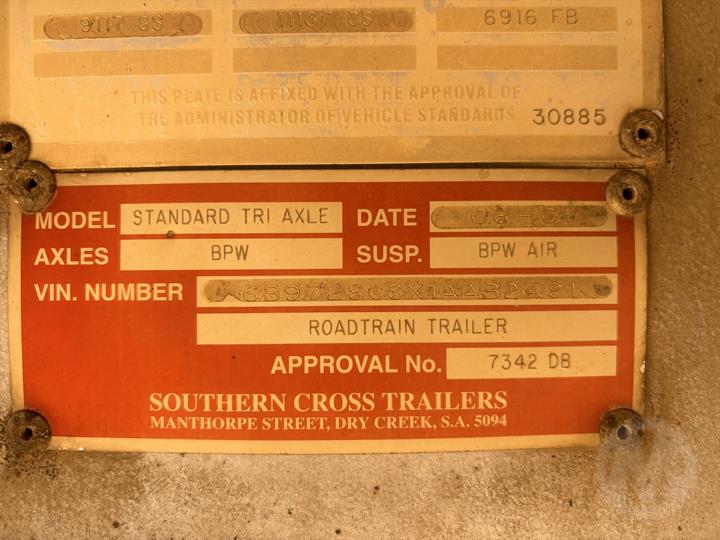 9117 SS 11137 CS 6916 FB
THIS PLATE IS AFFIXED WITH THE APPROVAL OF
THE ADMINISTRATOR OF VEHICLE STANDARDS 30885
MODEL STANDARD TRI AXLE DATE
AXLES BPW SUSP. BPW AIR
VIN. NUMBER
ROADTRAIN TRAILER
APPROVAL No. 7342 DB
SOUTHERN CROSS TRAILERS
MANTHORPE STREET, DRY CREEK, S.A. 5094